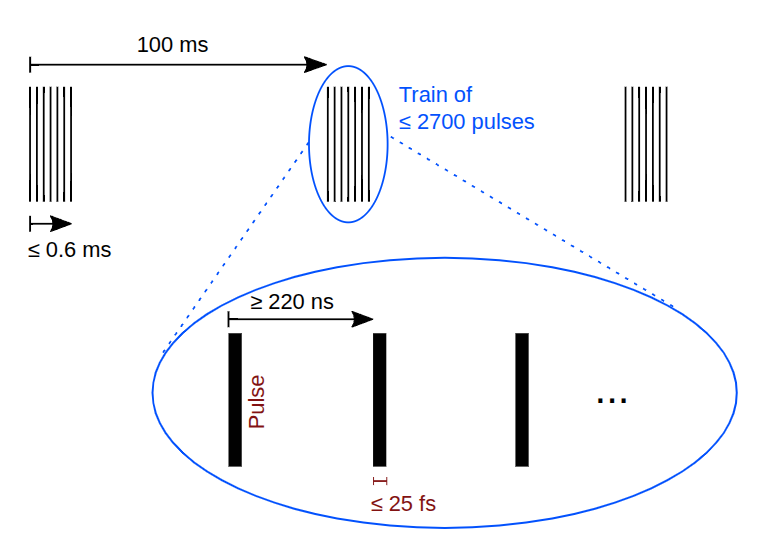 100 ms
Train of
≤ 2700 pulses
≤ 0.6 ms
≥ 220 ns
Pulse
...
≤ 25 fs